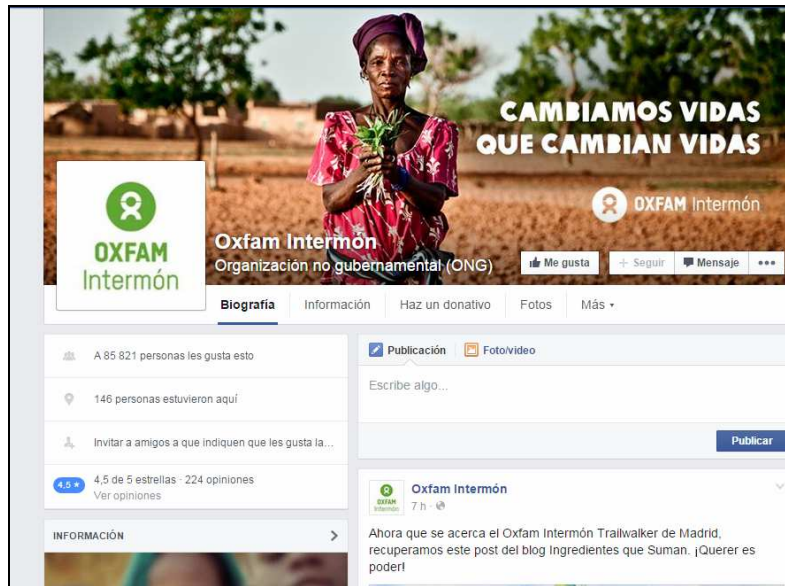 CAMBIAMOS VIDAS
QUE CAMBIAN VIDAS
OXFAM Intermón
OXFAM
Intermón
Oxfam Intermón
Organización no gubernamental (ONG)
Me gusta
+ Seguir
Mensaje
Biografía
Información
Haz un donativo
Fotos
Más
A 85 821 personas les gusta esto
146 personas estuvieron aquí
Invitar a amigos a que indiquen que les gusta la...
4,5 ★
4,5 de 5 estrellas · 224 opiniones
Ver opiniones
INFORMACIÓN
Publicación
Foto/video
Escribe algo...
Publicar
OXFAM
Intermón
Oxfam Intermón
7 h ·
Ahora que se acerca el Oxfam Intermón Trailwalker de Madrid,
recuperamos este post del blog Ingredientes que Suman. ¡Querer es
poder!